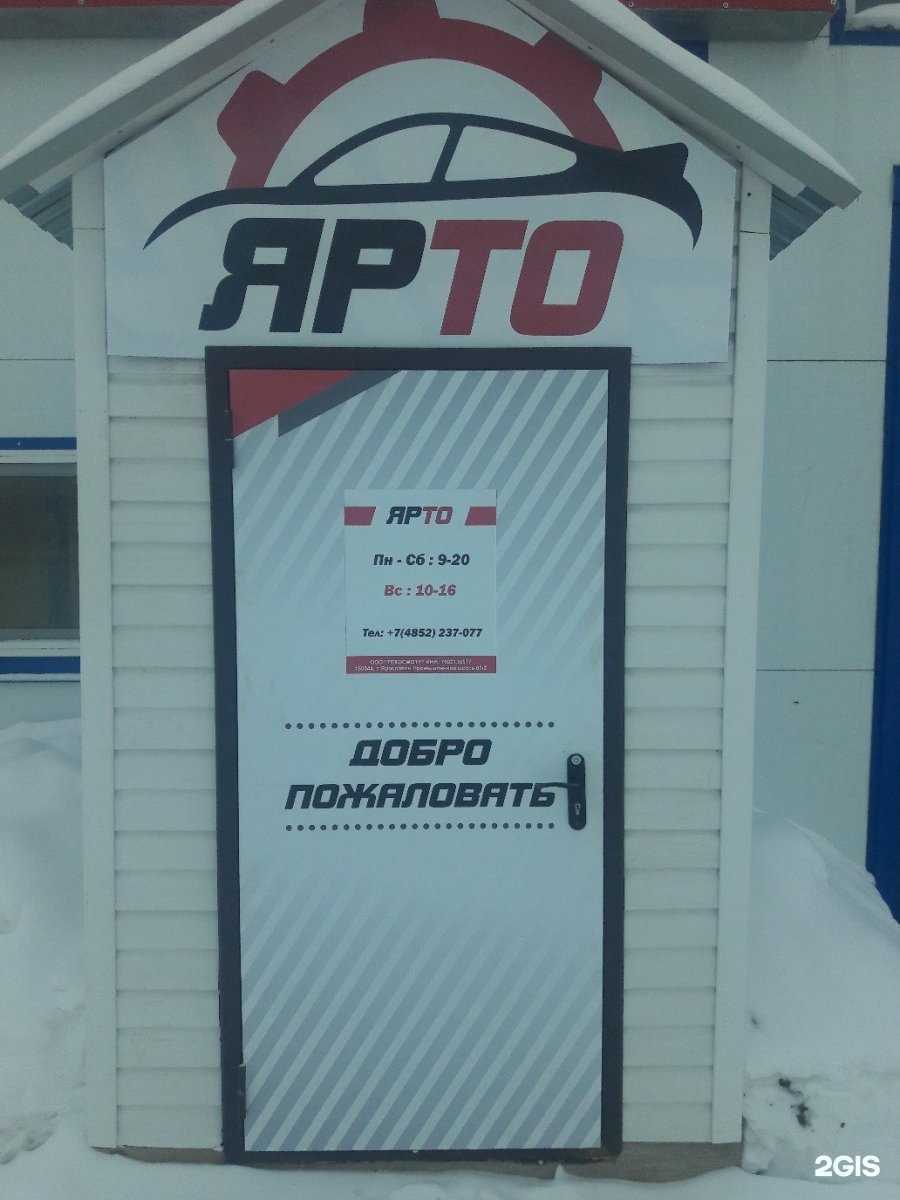 ЯРТО
ЯРТО
Пн - Сб : 9-20
Вс : 10-16
Тел: +7(4852) 237-077
ДОБРО
ПОЖАЛОВАТЬ
2GIS